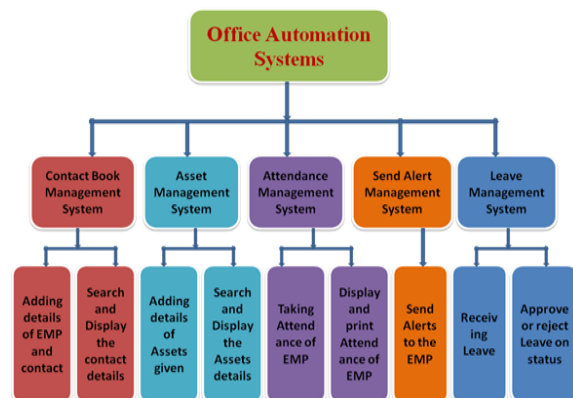 Office Automation
Systems
Contact Book
Management
System
Asset
Management
System
Attendance
Management
System
Send Alert
Management
System
Leave
Management
System
Adding
details
of EMP
and
contact
Search
and
Display
the
contact
details
Adding
details
of
Assets
given
Search
and
Display
the
Assets
details
Taking
Attend
ance of
EMP
Display
and
print
Attend
ance of
EMP
Send
Alerts
to the
EMP
Receiv
ing
Leave
Approve
or reject
Leave on
status